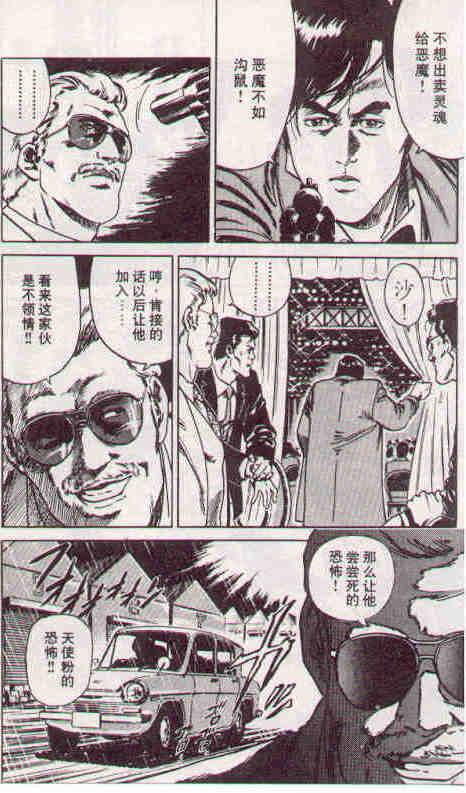 不想出卖灵魂
给恶魔！
恶魔不如
沟鼠！
…………
…………
沙！
…………
…………
哼，肯接的
话以后让他
加入……
看来这家伙
是不领情!!
那么让他
尝尝死的
恐怖！
天使粉的
恐怖!!